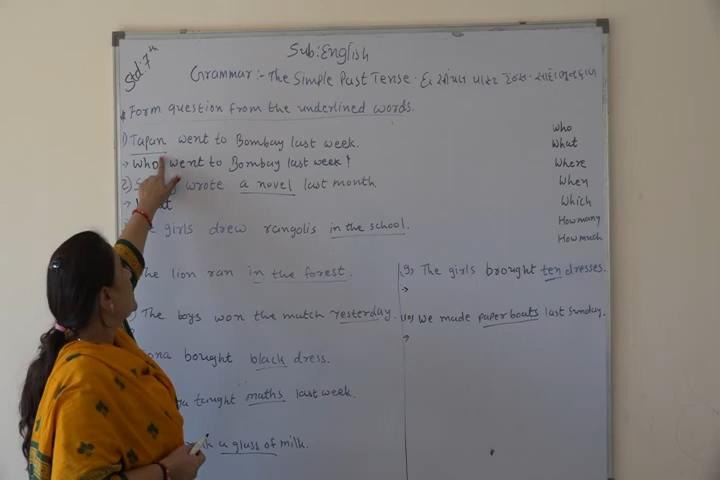 Std: 7th
Sub: English
Grammar:- The Simple Past Tense.
* Form question from the underlined words.
1) Tapan went to Bombay last week.
→ Who went to Bombay last week?
2) wrote a novel last month.
girls drew rangolis in the school.
The lion ran in the forest.
The boys won the match yesterday.
bought black dress.
taught maths last week.
a glass of milk.
Who
What
Where
When
Which
How many
How much
(9) The girls brought ten dresses.
→
(10) We made paper boats last Sunday.
→